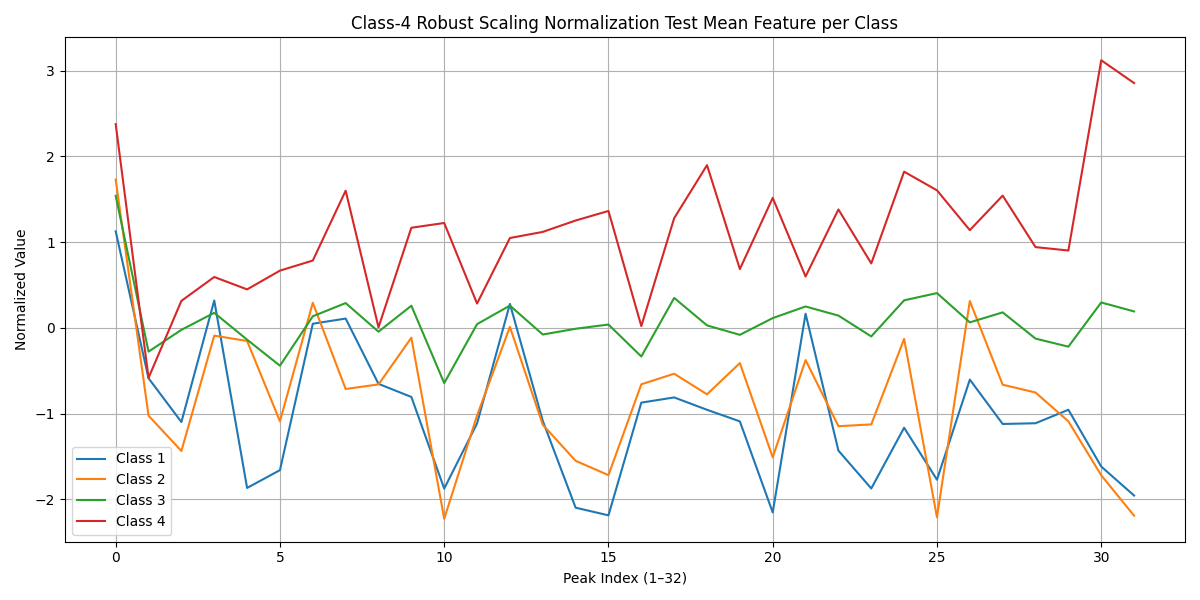 Class-4 Robust Scaling Normalization Test Mean Feature per Class
Normalized Value
3
2
1
0
−1
−2
Class 1
Class 2
Class 3
Class 4
0 5 10 15 20 25 30
Peak Index (1–32)